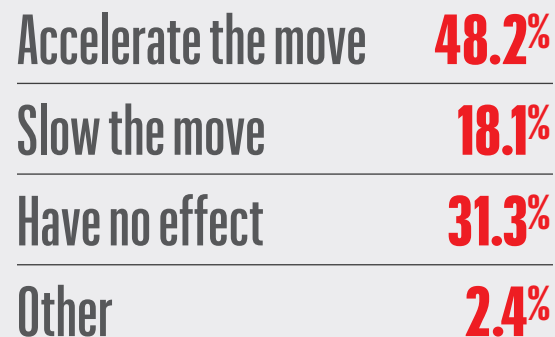 Accelerate the move 48.2%
Slow the move 18.1%
Have no effect 31.3%
Other 2.4%